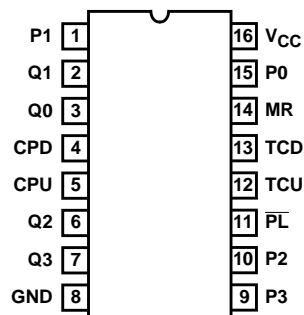 P1 1 16 VCC
Q1 2 15 P0
Q0 3 14 MR
CPD 4 13 TCD
CPU 5 12 TCU
Q2 6 11 P̅L̅
Q3 7 10 P2
GND 8 9 P3